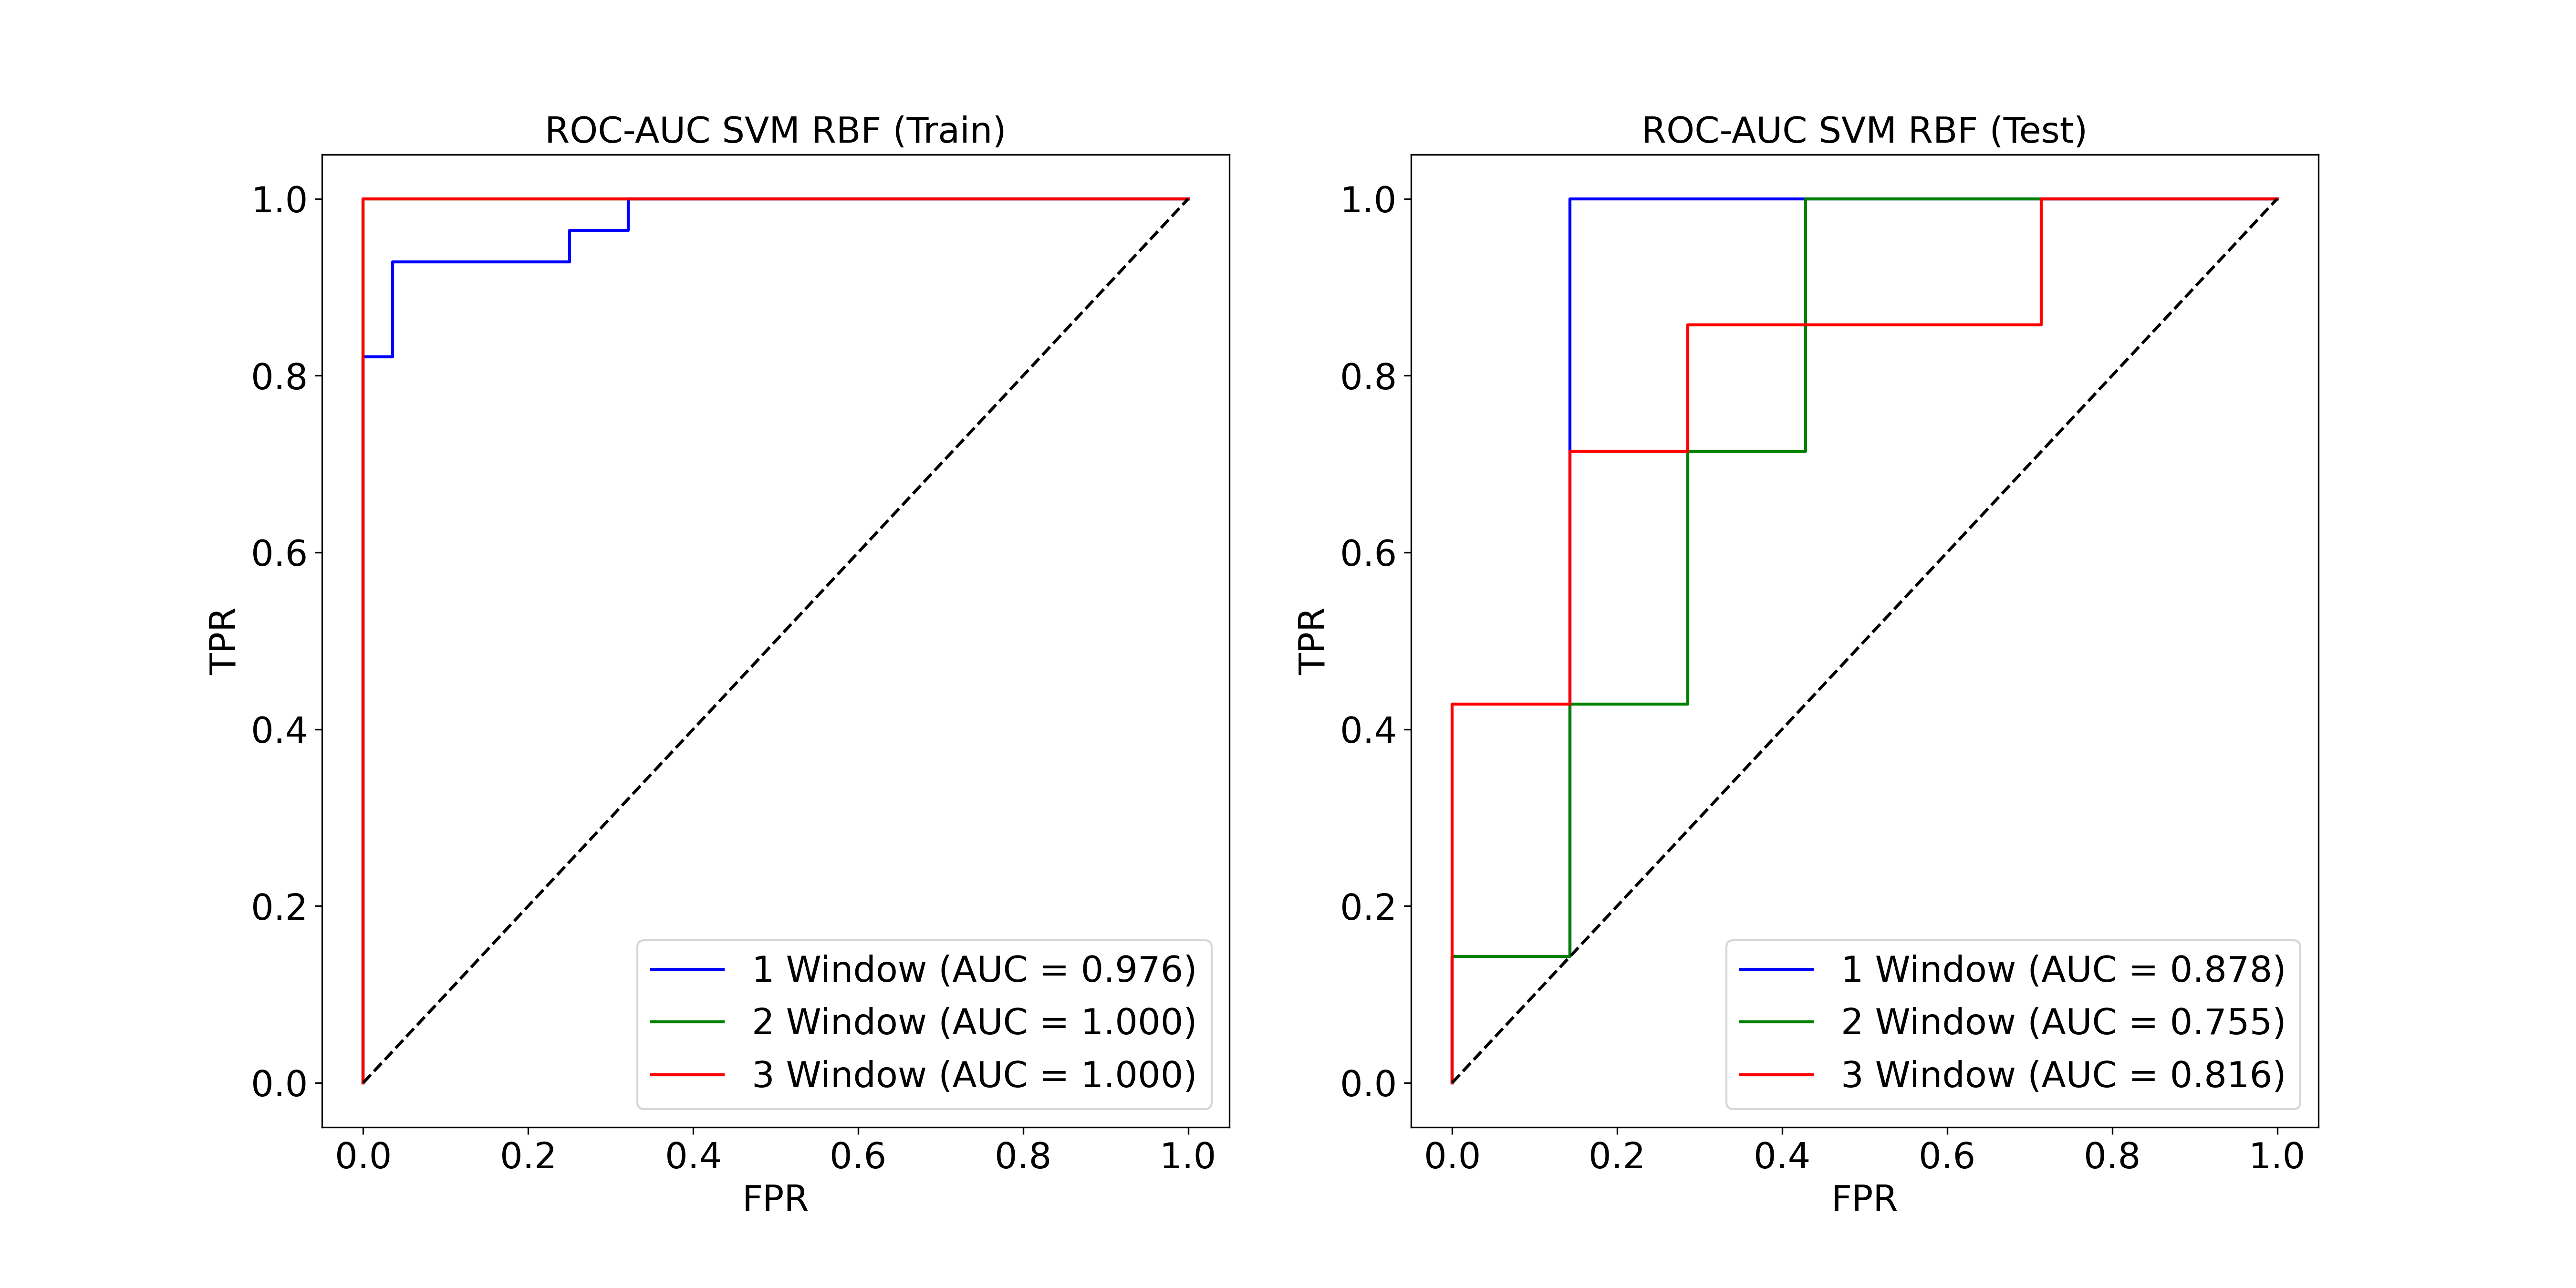 ROC-AUC SVM RBF (Train)
1.0
0.8
0.6
0.4
0.2
0.0
TPR
0.0 0.2 0.4 0.6 0.8 1.0
FPR
1 Window (AUC = 0.976)
2 Window (AUC = 1.000)
3 Window (AUC = 1.000)
ROC-AUC SVM RBF (Test)
1.0
0.8
0.6
0.4
0.2
0.0
TPR
0.0 0.2 0.4 0.6 0.8 1.0
FPR
1 Window (AUC = 0.878)
2 Window (AUC = 0.755)
3 Window (AUC = 0.816)